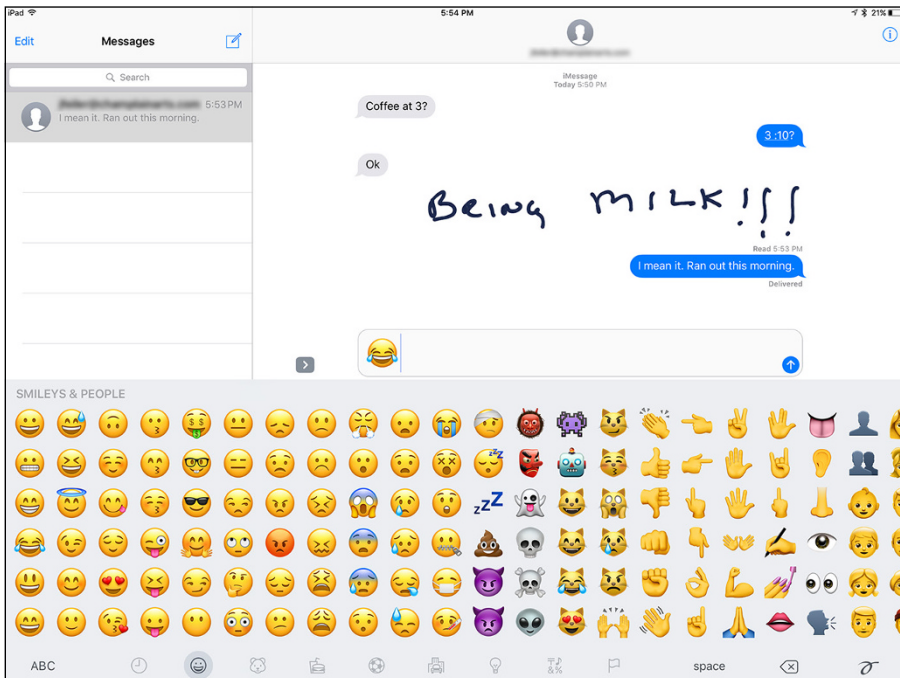 iPad 5:54 PM 21%
Edit Messages
Search
5:53 PM
I mean it. Ran out this morning.
iMessage
Today 5:50 PM
Coffee at 3?
3 :10?
Ok
Being MILK!!!
Read 5:53 PM
I mean it. Ran out this morning.
Delivered
SMILEYS & PEOPLE
ABC space